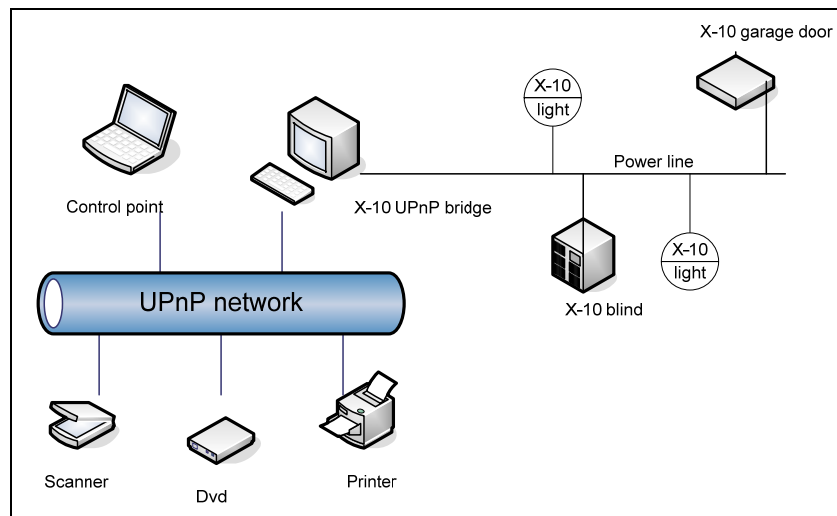 X-10 garage door
X-10
light
Power line
Control point
X-10 UPnP bridge
X-10
light
UPnP network
X-10 blind
Scanner
Dvd
Printer